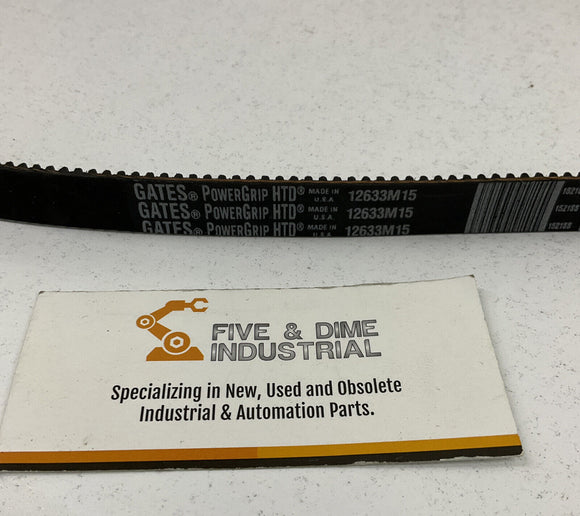 GATES® POWERGRIP HTD® MADE IN U.S.A. 12633M15
GATES® POWERGRIP HTD® MADE IN U.S.A. 12633M15
GATES® POWERGRIP HTD® MADE IN U.S.A. 12633M15
FIVE & DIME
INDUSTRIAL
Specializing in New, Used and Obsolete
Industrial & Automation Parts.